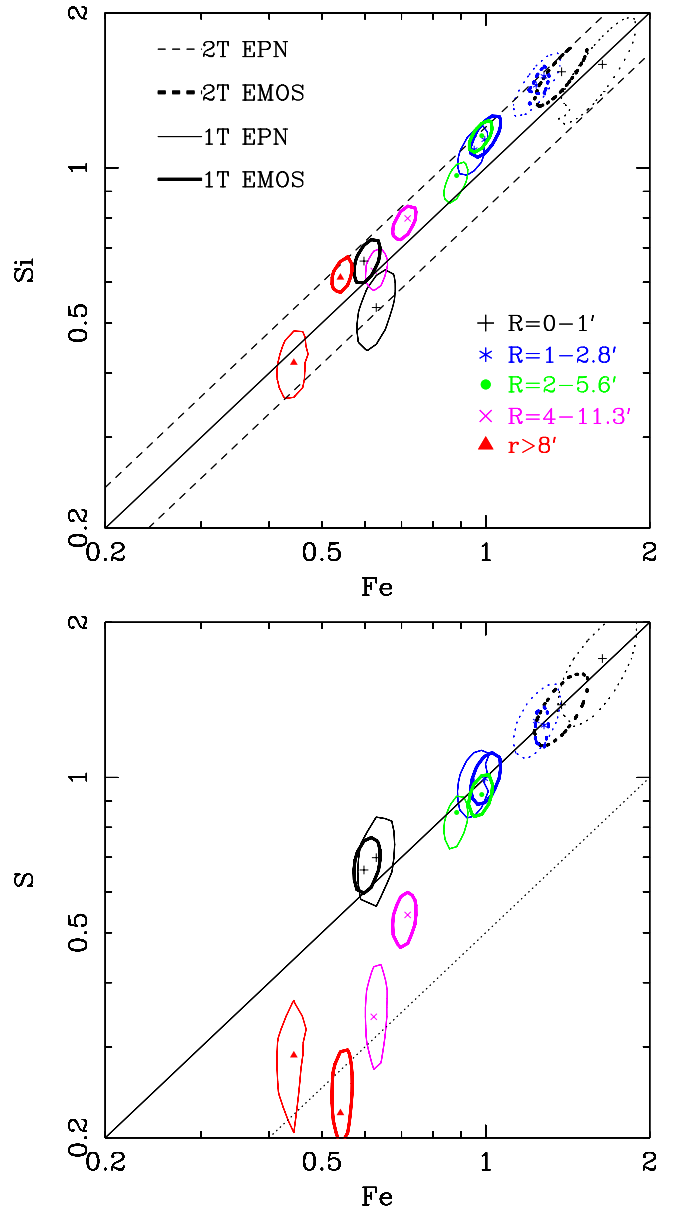 2
2T EPN
2T EMOS
1T EPN
1T EMOS
1
Si
R=0−1′
R=1−2.8′
0.5
R=2−5.6′
R=4−11.3′
r>8′
0.2
0.2 0.5 1 2
Fe
2
1
S
0.5
0.2
0.2 0.5 1 2
Fe